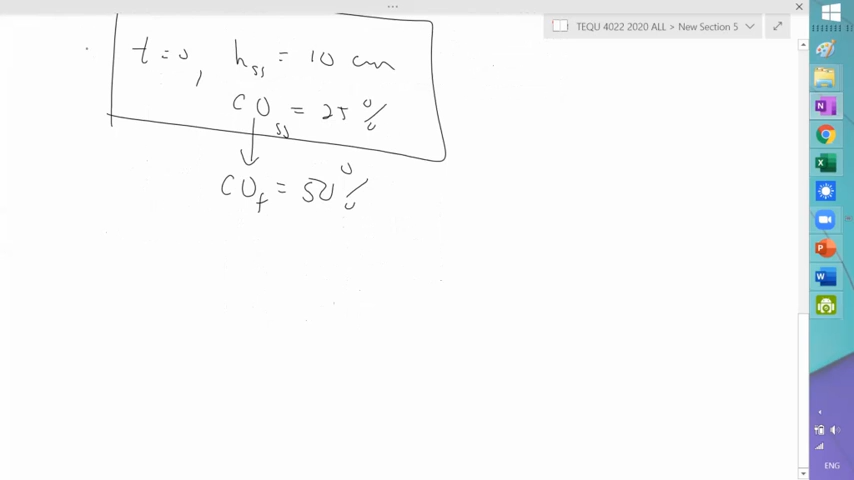 TEQU 4022 2020 ALL > New Section 5
t = 0, h_ss = 10 cm
CO_ss = 25 %
CO_f = 50 %
ENG